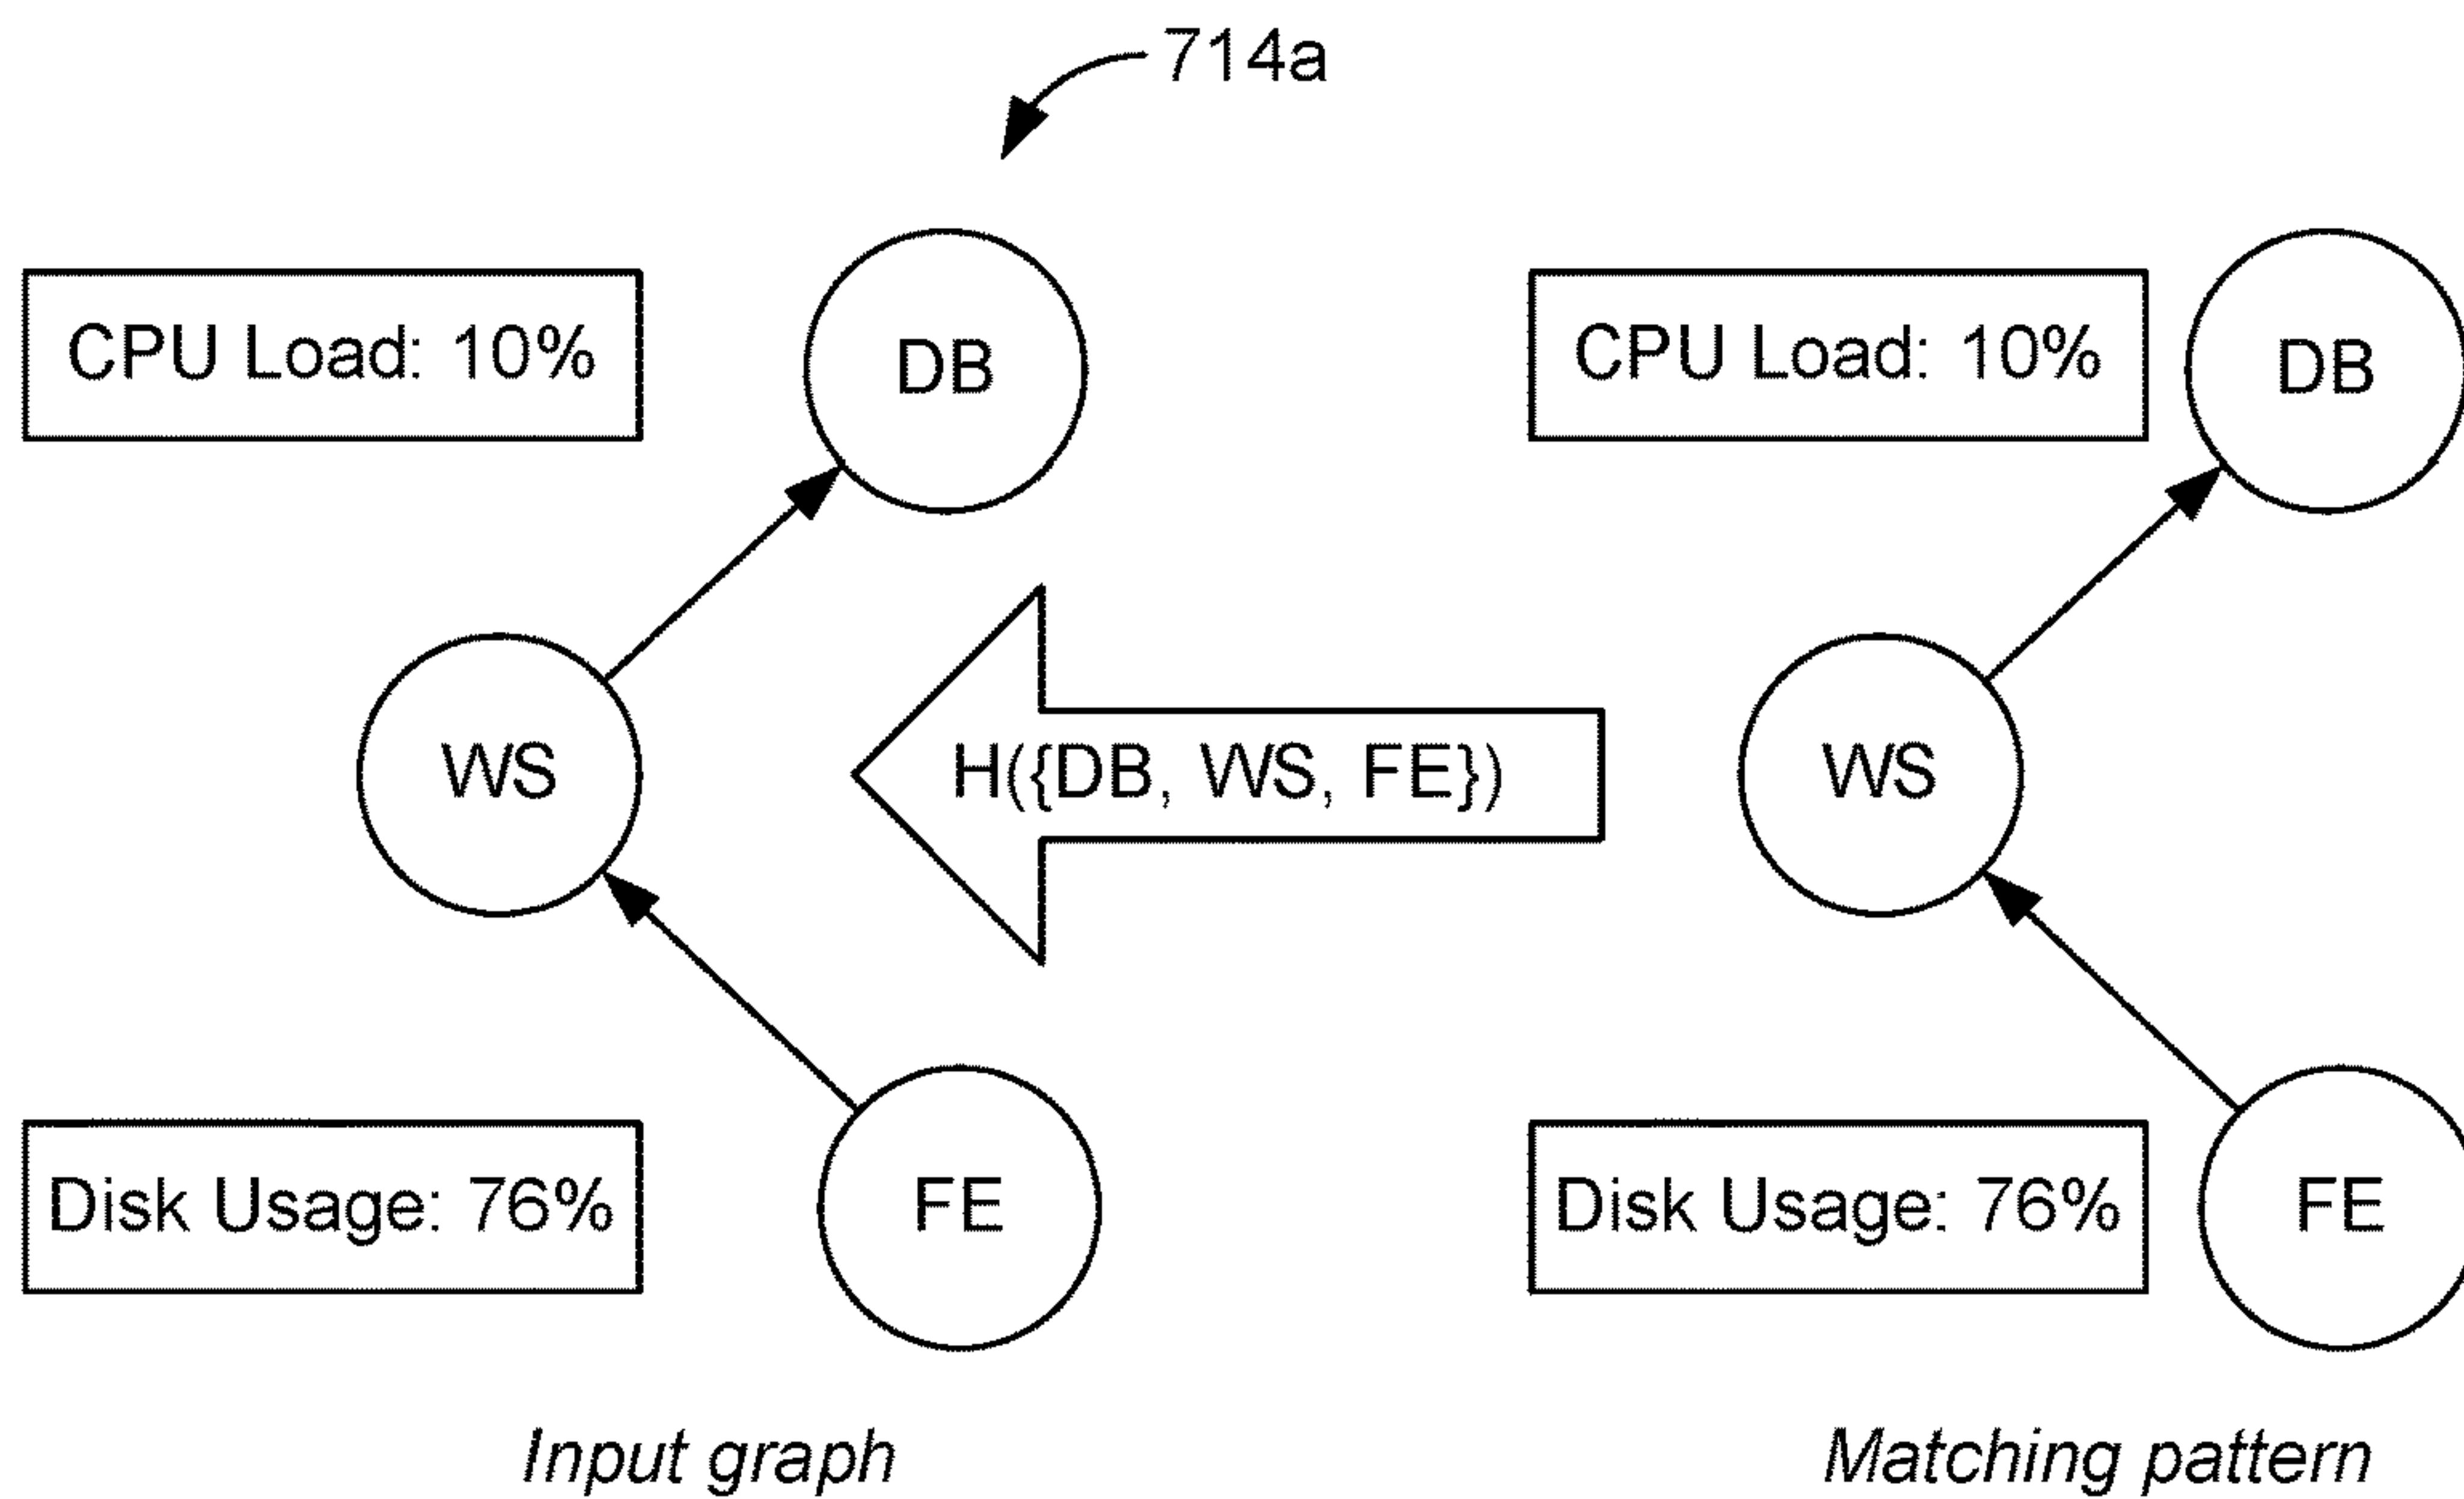 714a
CPU Load: 10%
DB
CPU Load: 10%
DB
WS
H({DB, WS, FE})
WS
Disk Usage: 76%
FE
Disk Usage: 76%
FE
Input graph
Matching pattern